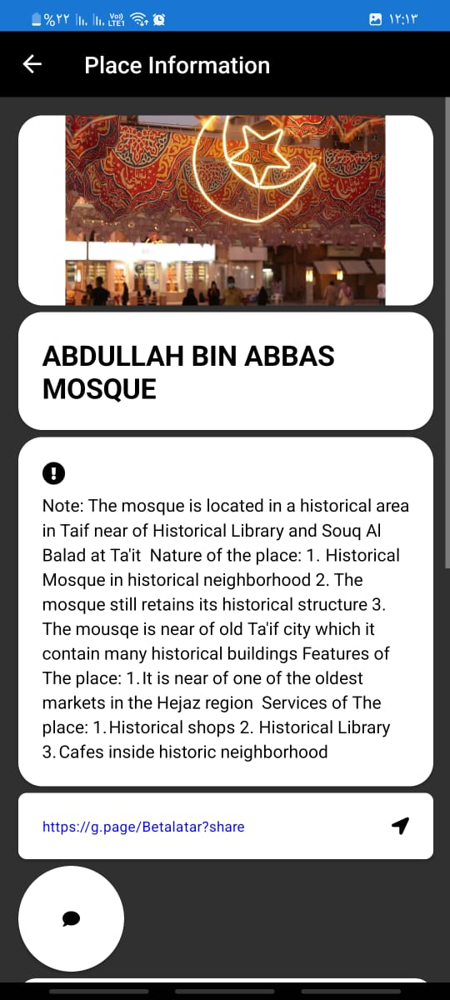 %٢٢ Vo)) LTE1 ١٢:١٣
Place Information
ABDULLAH BIN ABBAS
MOSQUE
Note: The mosque is located in a historical area
in Taif near of Historical Library and Souq Al
Balad at Ta'it  Nature of the place: 1. Historical
Mosque in historical neighborhood 2. The
mosque still retains its historical structure 3.
The mousqe is near of old Ta'if city which it
contain many historical buildings Features of
The place: 1.It is near of one of the oldest
markets in the Hejaz region  Services of The
place: 1.Historical shops 2. Historical Library
3.Cafes inside historic neighborhood
https://g.page/Betalatar?share